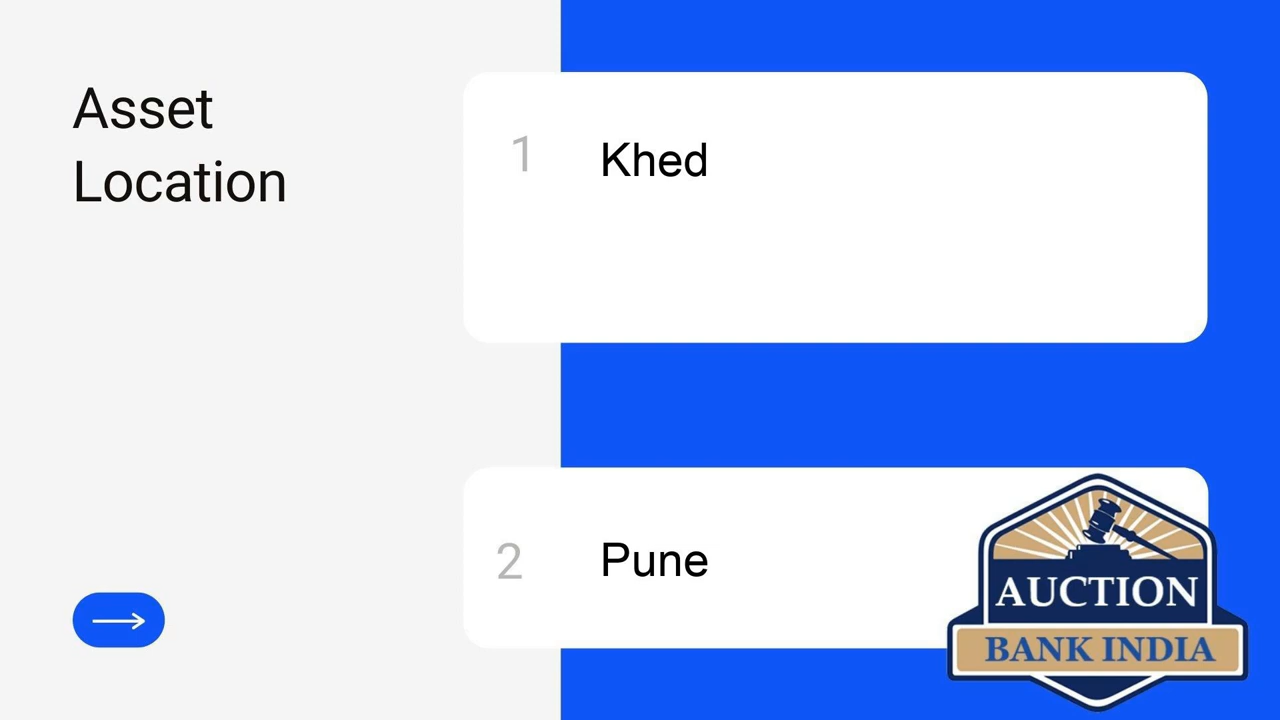 Asset
Location
1 Khed
2 Pune
AUCTION
BANK INDIA